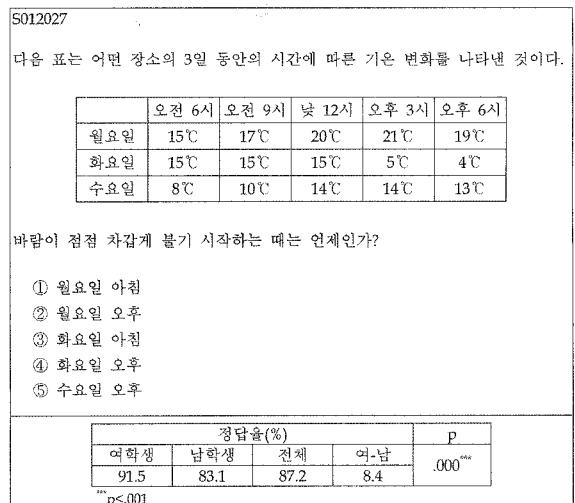 S012027
다음 표는 어떤 장소의 3일 동안의 시간에 따른 기온 변화를 나타낸 것이다.
오전 6시 오전 9시 낮 12시 오후 3시 오후 6시
월요일 15℃ 17℃ 20℃ 21℃ 19℃
화요일 15℃ 15℃ 15℃ 5℃ 4℃
수요일 8℃ 10℃ 14℃ 14℃ 13℃
바람이 점점 차갑게 불기 시작하는 때는 언제인가?
① 월요일 아침
② 월요일 오후
③ 화요일 아침
④ 화요일 오후
⑤ 수요일 오후
정답율(%) p
여학생 남학생 전체 여-남
91.5 83.1 87.2 8.4 .000***
***p<.001